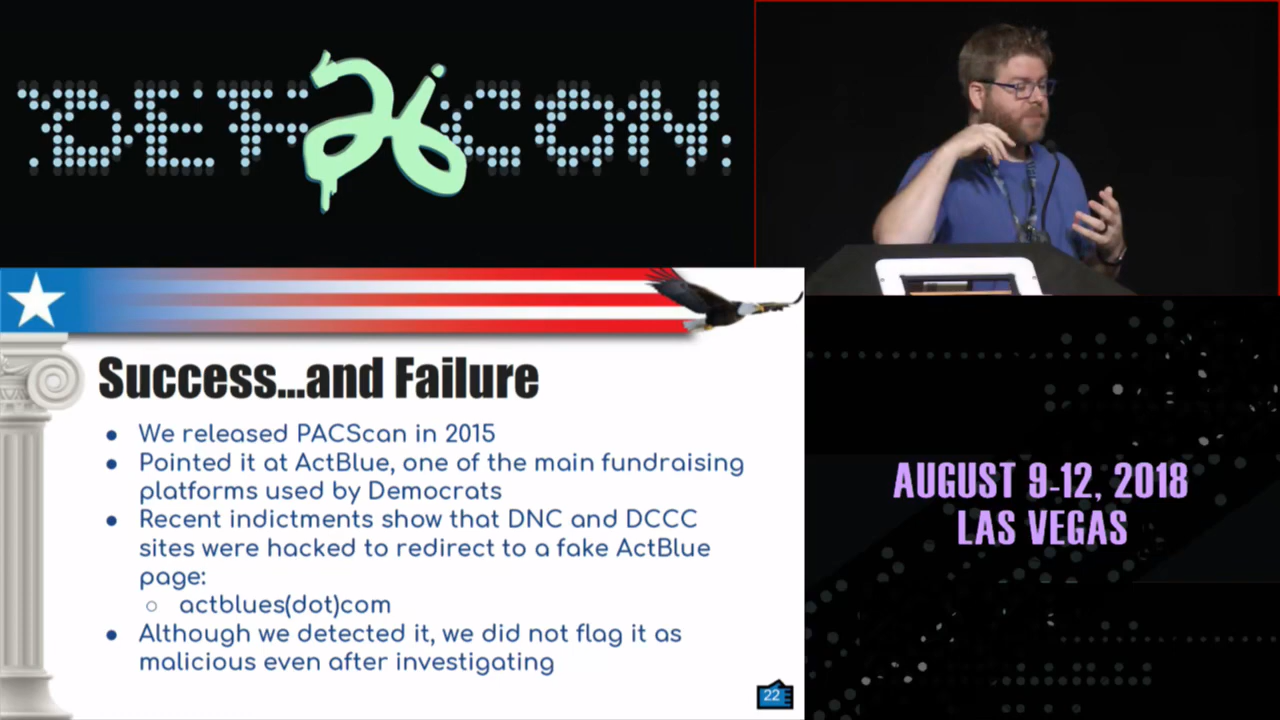 DEF CON 26
Success...and Failure
● We released PACScan in 2015
● Pointed it at ActBlue, one of the main fundraising
platforms used by Democrats
● Recent indictments show that DNC and DCCC
sites were hacked to redirect to a fake ActBlue
page:
○ actblues(dot)com
● Although we detected it, we did not flag it as
malicious even after investigating
22
AUGUST 9-12, 2018
LAS VEGAS